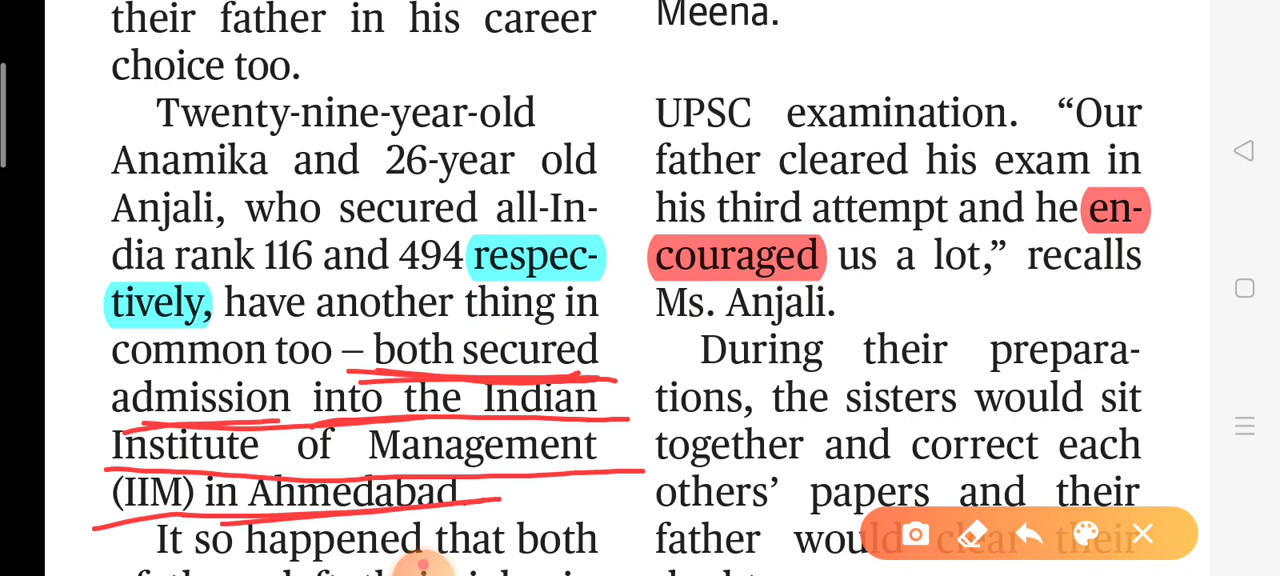 their father in his career
choice too.
Twenty-nine-year-old
Anamika and 26-year old
Anjali, who secured all-In-
dia rank 116 and 494 respec-
tively, have another thing in
common too – both secured
admission into the Indian
Institute of Management
(IIM) in Ahmedabad.
It so happened that both
Meena.
UPSC examination. “Our
father cleared his exam in
his third attempt and he en-
couraged us a lot,” recalls
Ms. Anjali.
During their prepara-
tions, the sisters would sit
together and correct each
others’ papers and their
father would clear their